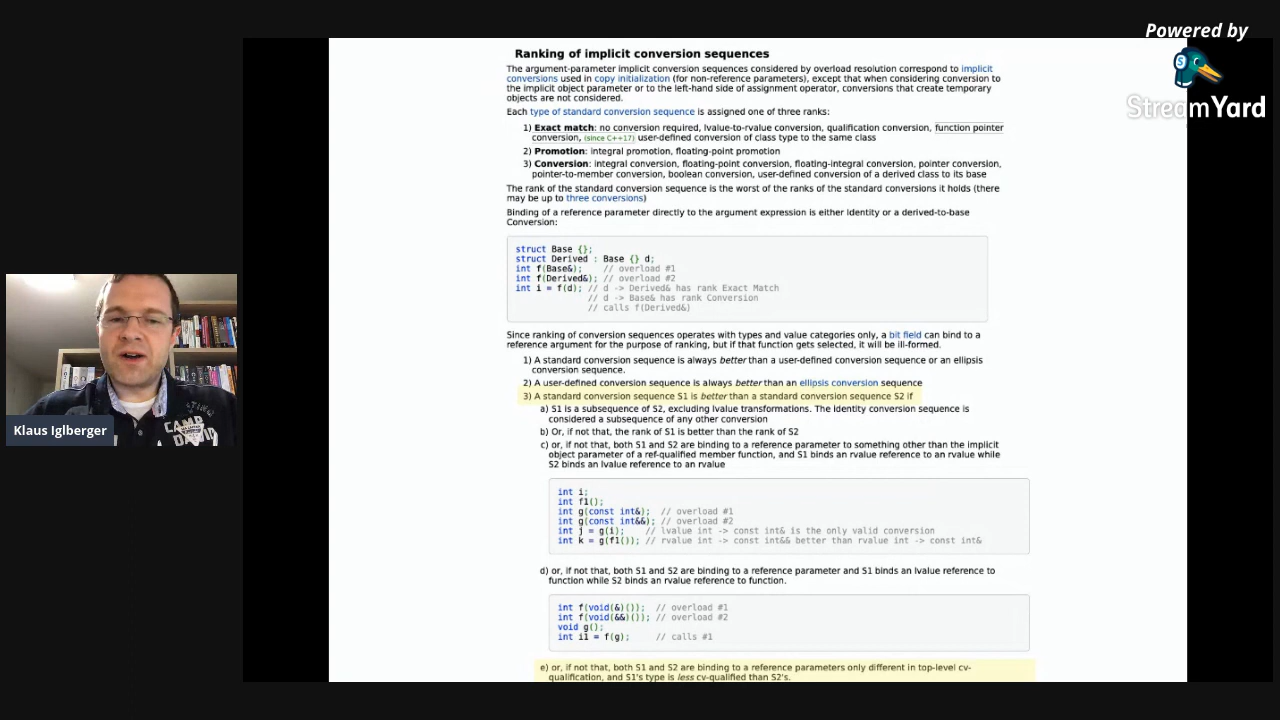 Powered by
StreamYard
Ranking of implicit conversion sequences
The argument-parameter implicit conversion sequences considered by overload resolution correspond to implicit
conversions used in copy initialization (for non-reference parameters), except that when considering conversion to
the implicit object parameter or to the left-hand side of assignment operator, conversions that create temporary
objects are not considered.
Each type of standard conversion sequence is assigned one of three ranks:
1) Exact match: no conversion required, lvalue-to-rvalue conversion, qualification conversion, function pointer
conversion, (since C++17) user-defined conversion of class type to the same class
2) Promotion: integral promotion, floating-point promotion
3) Conversion: integral conversion, floating-point conversion, floating-integral conversion, pointer conversion,
pointer-to-member conversion, boolean conversion, user-defined conversion of a derived class to its base
The rank of the standard conversion sequence is the worst of the ranks of the standard conversions it holds (there
may be up to three conversions)
Binding of a reference parameter directly to the argument expression is either Identity or a derived-to-base
Conversion:
struct Base {};
struct Derived : Base {} d;
int f(Base&);    // overload #1
int f(Derived&); // overload #2
int i = f(d); // d -> Derived& has rank Exact Match
// d -> Base& has rank Conversion
// calls f(Derived&)
Since ranking of conversion sequences operates with types and value categories only, a bit field can bind to a
reference argument for the purpose of ranking, but if that function gets selected, it will be ill-formed.
1) A standard conversion sequence is always better than a user-defined conversion sequence or an ellipsis
conversion sequence.
2) A user-defined conversion sequence is always better than an ellipsis conversion sequence
3) A standard conversion sequence S1 is better than a standard conversion sequence S2 if
a) S1 is a subsequence of S2, excluding lvalue transformations. The identity conversion sequence is
considered a subsequence of any other conversion
b) Or, if not that, the rank of S1 is better than the rank of S2
c) or, if not that, both S1 and S2 are binding to a reference parameter to something other than the implicit
object parameter of a ref-qualified member function, and S1 binds an rvalue reference to an rvalue while
S2 binds an lvalue reference to an rvalue
int i;
int f1();
int g(const int&);  // overload #1
int g(const int&&); // overload #2
int j = g(i);    // lvalue int -> const int& is the only valid conversion
int k = g(f1()); // rvalue int -> const int&& better than rvalue int -> const int&
d) or, if not that, both S1 and S2 are binding to a reference parameter and S1 binds an lvalue reference to
function while S2 binds an rvalue reference to function.
int f(void(&)());  // overload #1
int f(void(&&)()); // overload #2
void g();
int i1 = f(g);     // calls #1
e) or, if not that, both S1 and S2 are binding to a reference parameters only different in top-level cv-
qualification, and S1's type is less cv-qualified than S2's.
Klaus Iglberger